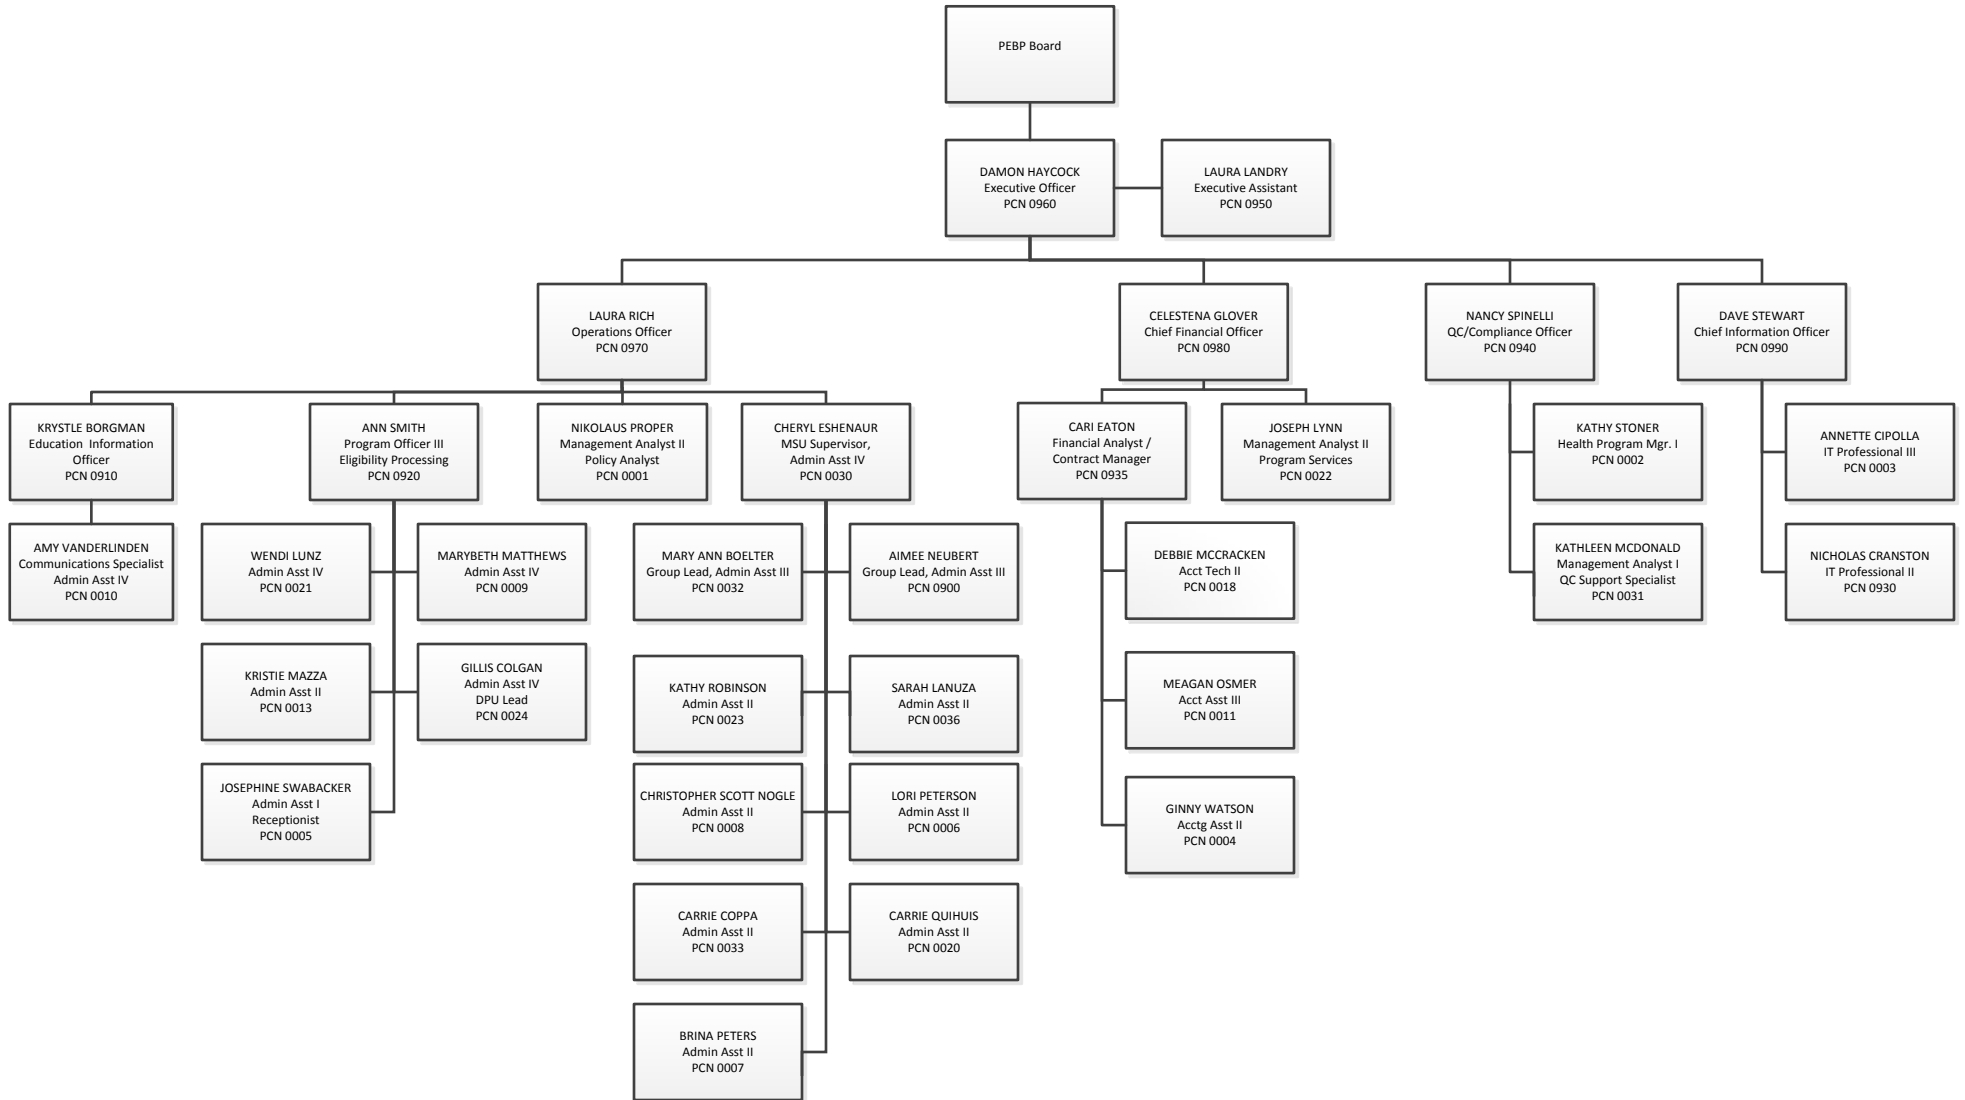 PEBP Board
DAMON HAYCOCK
Executive Officer
PCN 0960
LAURA LANDRY
Executive Assistant
PCN 0950
LAURA RICH
Operations Officer
PCN 0970
CELESTENA GLOVER
Chief Financial Officer
PCN 0980
NANCY SPINELLI
QC/Compliance Officer
PCN 0940
DAVE STEWART
Chief Information Officer
PCN 0990
KRYSTLE BORGMAN
Education Information
Officer
PCN 0910
ANN SMITH
Program Officer III
Eligibility Processing
PCN 0920
NIKOLAUS PROPER
Management Analyst II
Policy Analyst
PCN 0001
CHERYL ESHENAUR
MSU Supervisor,
Admin Asst IV
PCN 0030
CARI EATON
Financial Analyst /
Contract Manager
PCN 0935
JOSEPH LYNN
Management Analyst II
Program Services
PCN 0022
KATHY STONER
Health Program Mgr. I
PCN 0002
ANNETTE CIPOLLA
IT Professional III
PCN 0003
AMY VANDERLINDEN
Communications Specialist
Admin Asst IV
PCN 0010
WENDI LUNZ
Admin Asst IV
PCN 0021
MARYBETH MATTHEWS
Admin Asst IV
PCN 0009
MARY ANN BOELTER
Group Lead, Admin Asst III
PCN 0032
AIMEE NEUBERT
Group Lead, Admin Asst III
PCN 0900
DEBBIE MCCRACKEN
Acct Tech II
PCN 0018
KATHLEEN MCDONALD
Management Analyst I
QC Support Specialist
PCN 0031
NICHOLAS CRANSTON
IT Professional II
PCN 0930
KRISTIE MAZZA
Admin Asst II
PCN 0013
GILLIS COLGAN
Admin Asst IV
DPU Lead
PCN 0024
KATHY ROBINSON
Admin Asst II
PCN 0023
SARAH LANUZA
Admin Asst II
PCN 0036
MEAGAN OSMER
Acct Asst III
PCN 0011
JOSEPHINE SWABACKER
Admin Asst I
Receptionist
PCN 0005
CHRISTOPHER SCOTT NOGLE
Admin Asst II
PCN 0008
LORI PETERSON
Admin Asst II
PCN 0006
GINNY WATSON
Acctg Asst II
PCN 0004
CARRIE COPPA
Admin Asst II
PCN 0033
CARRIE QUIHUIS
Admin Asst II
PCN 0020
BRINA PETERS
Admin Asst II
PCN 0007